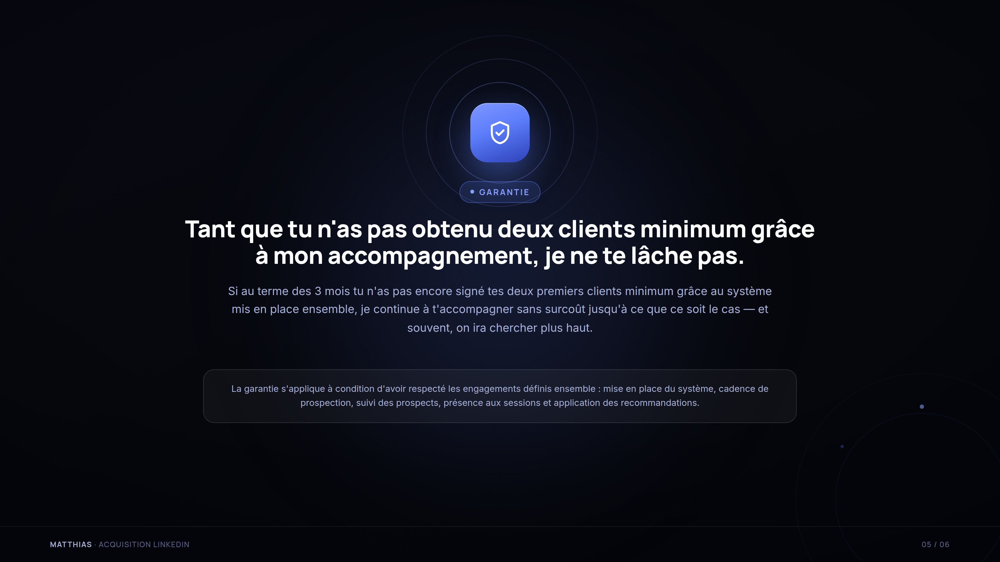 GARANTIE
Tant que tu n'as pas obtenu deux clients minimum grâce
à mon accompagnement, je ne te lâche pas.
Si au terme des 3 mois tu n'as pas encore signé tes deux premiers clients minimum grâce au système
mis en place ensemble, je continue à t'accompagner sans surcoût jusqu'à ce que ce soit le cas — et
souvent, on ira chercher plus haut.
La garantie s'applique à condition d'avoir respecté les engagements définis ensemble : mise en place du système, cadence de
prospection, suivi des prospects, présence aux sessions et application des recommandations.
MATTHIAS · ACQUISITION LINKEDIN
05 / 06